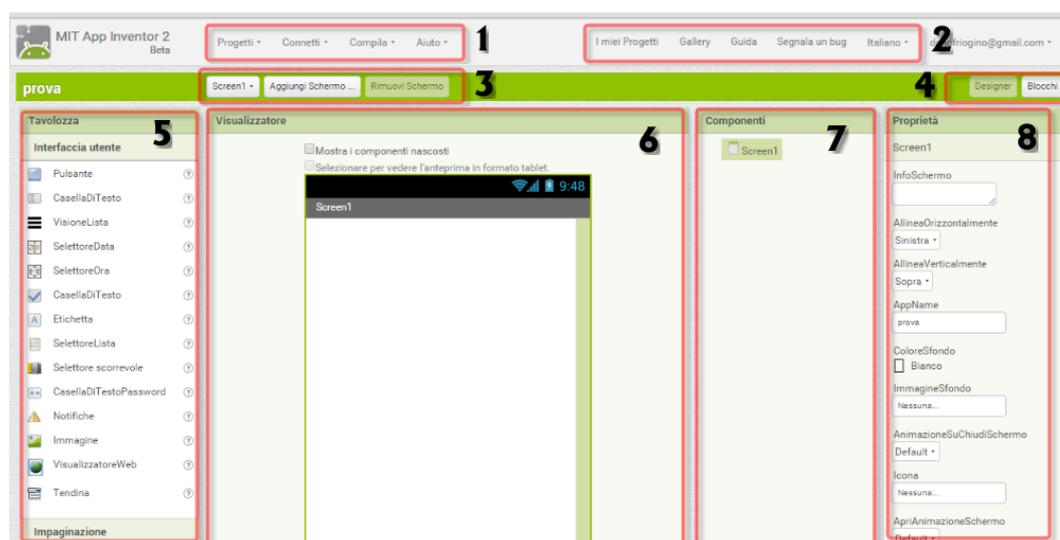 MIT App Inventor 2
Beta
Progetti Connetti Compila Aiuto 1
I miei Progetti Gallery Guida Segnala un bug Italiano 2
prova
Screen1 Aggiungi Schermo ... Rimuovi Schermo 3
4 Designer Blocchi
Tavolozza 5
Interfaccia utente
Pulsante
CasellaDiTesto
VisioneLista
SelettoreData
SelettoreOra
CasellaDiTesto
Etichetta
SelettoreLista
Selettore scorrevole
CasellaDiTestoPassword
Notifiche
Immagine
VisualizzatoreWeb
Tendina
Impaginazione
Visualizzatore 6
Mostra i componenti nascosti
Selezionare per vedere l'anteprima in formato tablet.
9:48
Screen1
Componenti 7
Screen1
Proprietà 8
Screen1
InfoSchermo
AllineaOrizzontalmente
Sinistra
AllineaVerticalmente
Sopra
AppName
prova
ColoreSfondo
Bianco
ImmagineSfondo
Nessuna...
AnimazioneSuChiudiSchermo
Default
Icona
Nessuna...
ApriAnimazioneSchermo
Default